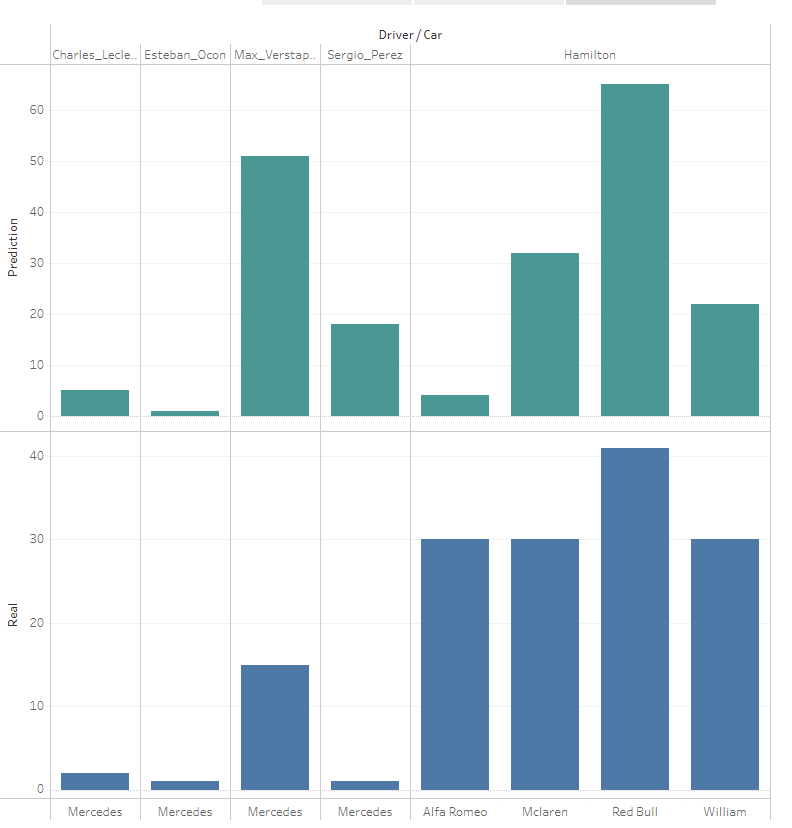 Driver / Car
Charles_Lecle.. Esteban_Ocon Max_Verstap.. Sergio_Perez Hamilton
60
50
40
Prediction
30
20
10
0
40
30
Real
20
10
0
Mercedes Mercedes Mercedes Mercedes Alfa Romeo Mclaren Red Bull William